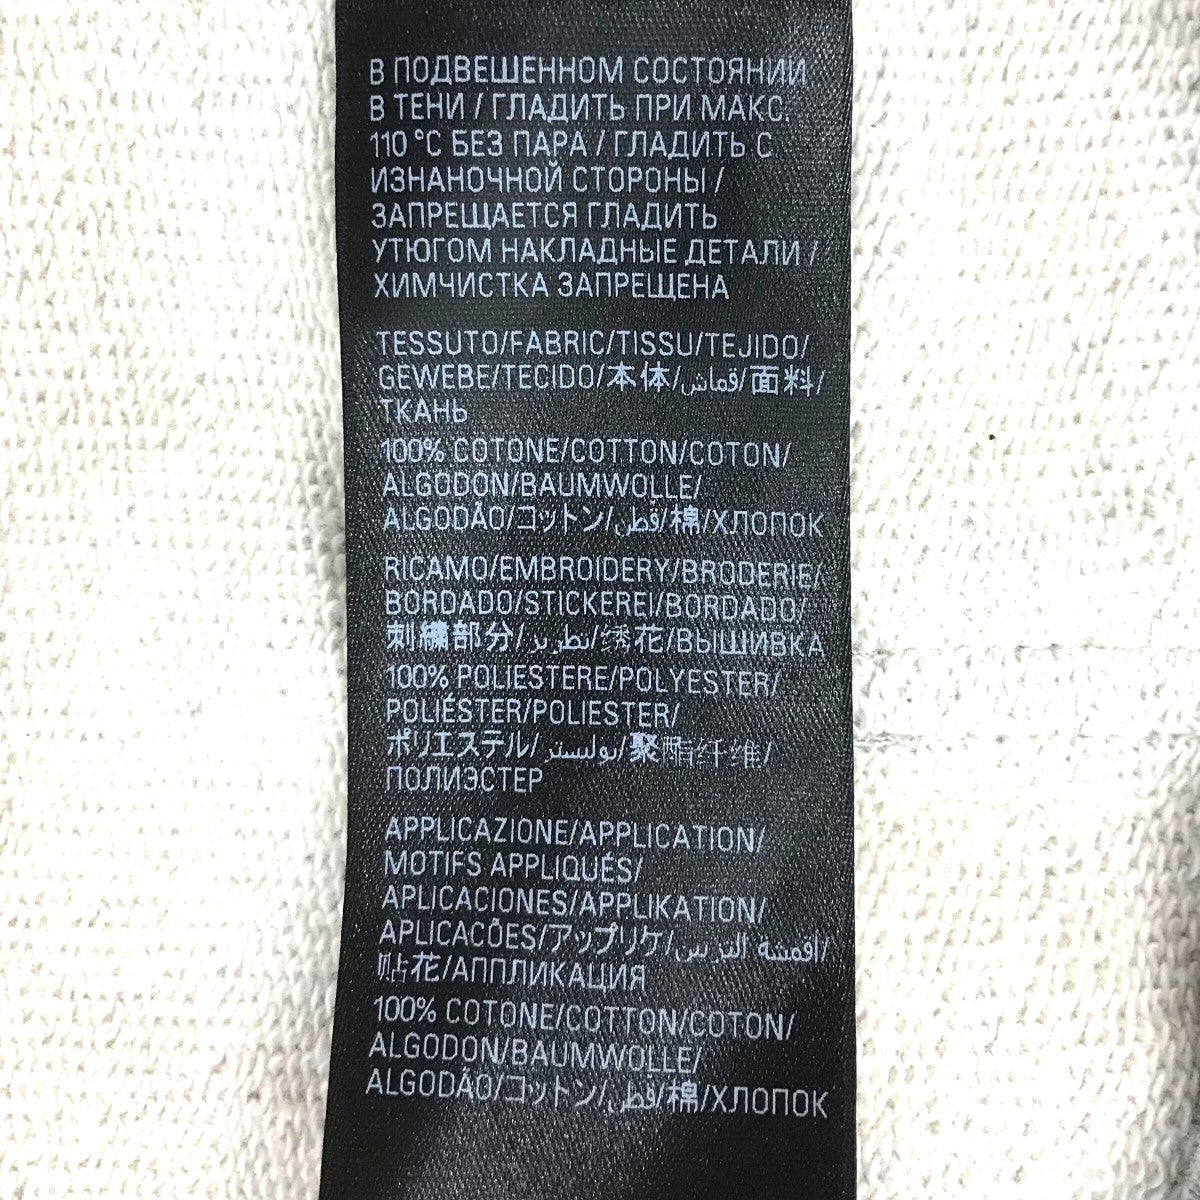 В ПОДВЕШЕННОМ СОСТОЯНИИ
В ТЕНИ / ГЛАДИТЬ ПРИ МАКС.
110 °C БЕЗ ПАРА / ГЛАДИТЬ С
ИЗНАНОЧНОЙ СТОРОНЫ /
ЗАПРЕЩАЕТСЯ ГЛАДИТЬ
УТЮГОМ НАКЛАДНЫЕ ДЕТАЛИ /
ХИМЧИСТКА ЗАПРЕЩЕНА
TESSUTO/FABRIC/TISSU/TEJIDO/
GEWEBE/TECIDO/本体/قماش/面料/
ТКАНЬ
100% COTONE/COTTON/COTON/
ALGODON/BAUMWOLLE/
ALGODÃO/コットン/قطن/棉/ХЛОПОК
RICAMO/EMBROIDERY/BRODERIE/
BORDADO/STICKEREI/BORDADO/
刺繍部分/تطريز/绣花/ВЫШИВКА
100% POLIESTERE/POLYESTER/
POLIÉSTER/POLIESTER/
ポリエステル/بوليستر/聚酯纤维/
ПОЛИЭСТЕР
APPLICAZIONE/APPLICATION/
MOTIFS APPLIQUÉS/
APLICACIONES/APPLIKATION/
APLICACÕES/アップリケ/اقمشه الترس/
贴花/АППЛИКАЦИЯ
100% COTONE/COTTON/COTON/
ALGODON/BAUMWOLLE/
ALGODÃO/コットン/قطن/棉/ХЛОПОК